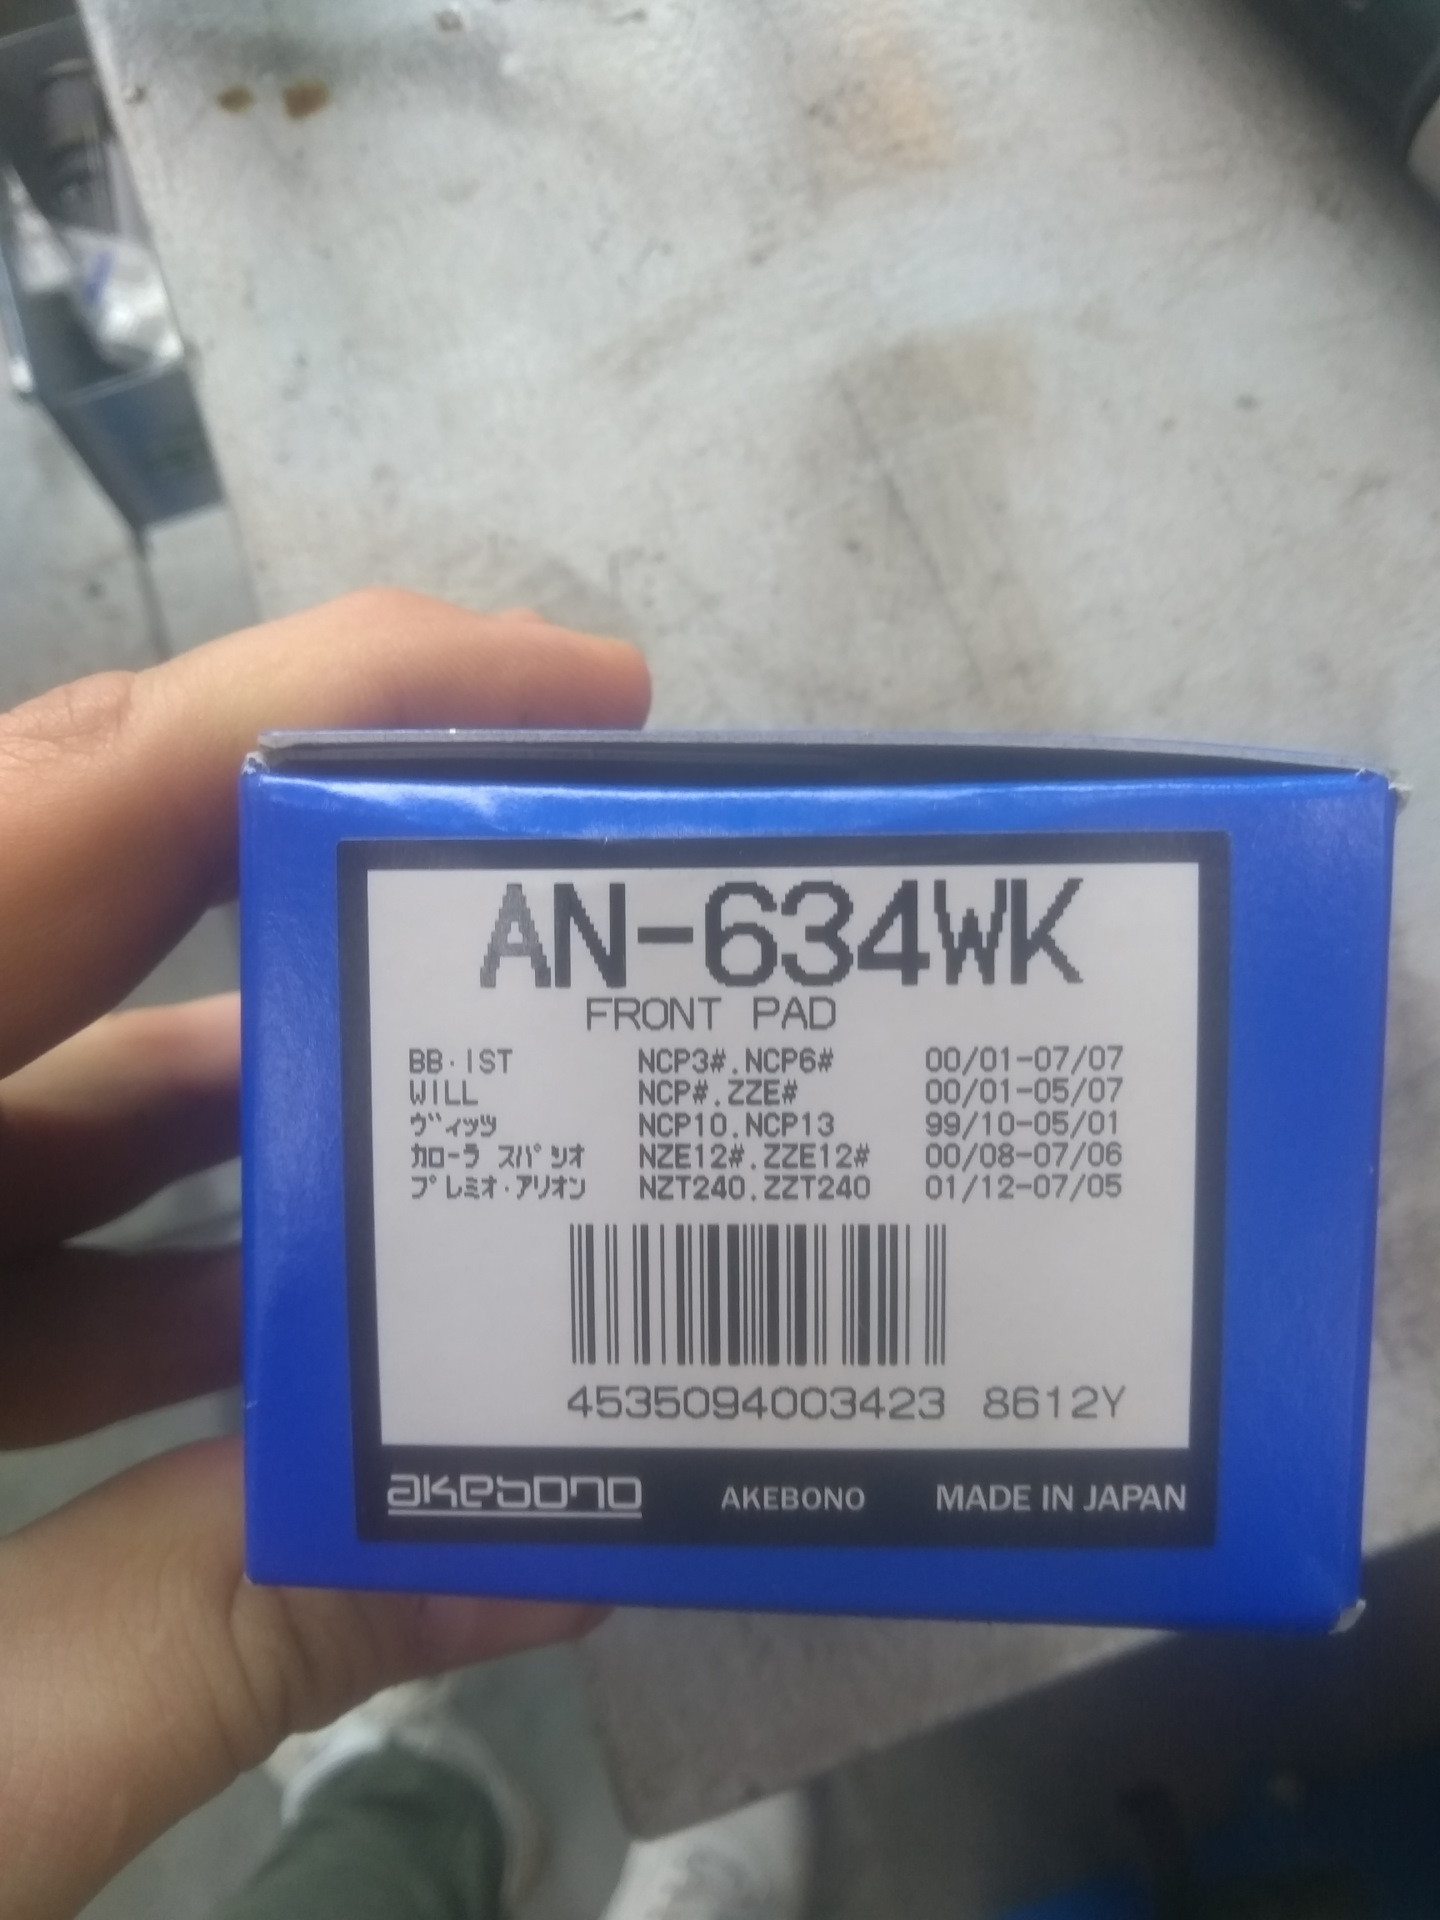 AN-634WK
FRONT PAD
BB·IST NCP3#.NCP6# 00/01-07/07
WILL NCP#.ZZE# 00/01-05/07
ヴィッツ NCP10.NCP13 99/10-05/01
カローラ スパシオ NZE12#.ZZE12# 00/08-07/06
プレミオ·アリオン NZT240.ZZT240 01/12-07/05
4535094003423 8612Y
akebono AKEBONO MADE IN JAPAN